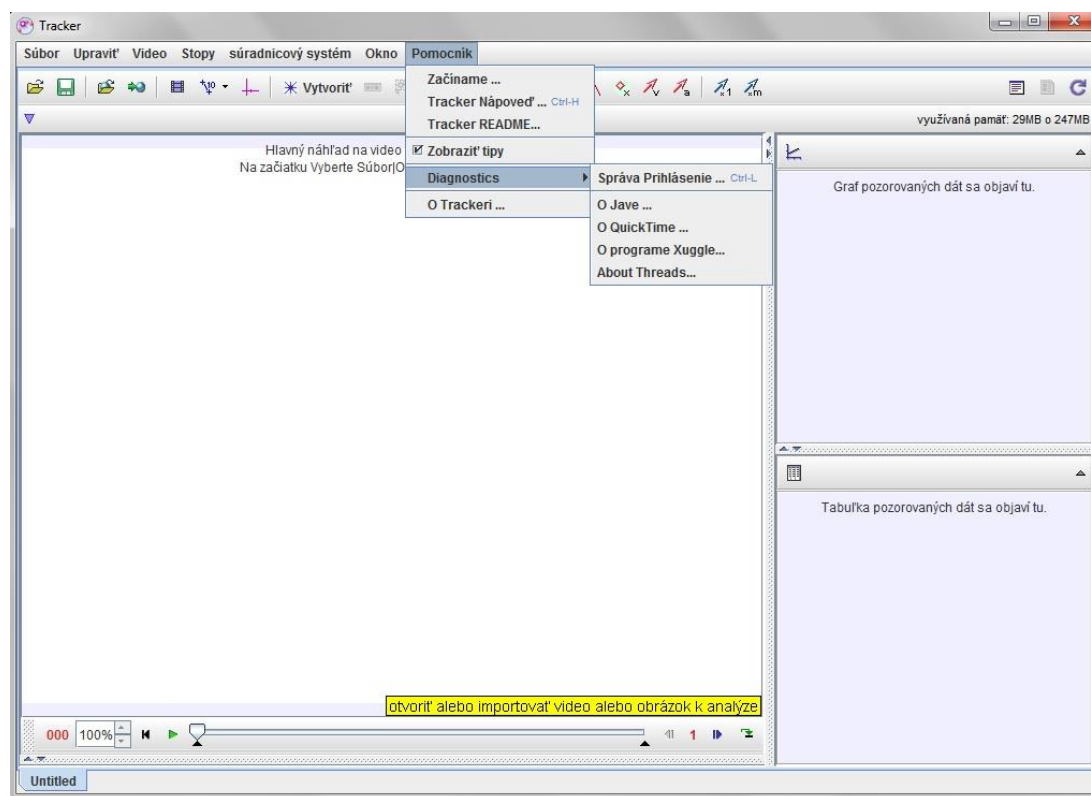 Tracker
Súbor Upraviť Video Stopy súradnicový systém Okno Pomocník
Vytvoriť
využívaná pamäť: 29MB o 247MB
Začíname ...
Tracker Nápoveď ... Ctrl-H
Tracker README...
Zobraziť tipy
Diagnostics
O Trackeri ...
Správa Prihlásenie ... Ctrl-L
O Jave ...
O QuickTime ...
O programe Xuggle...
About Threads...
Hlavný náhľad na video
Na začiatku Vyberte Súbor|O
Graf pozorovaných dát sa objaví tu.
Tabuľka pozorovaných dát sa objaví tu.
otvoriť alebo importovať video alebo obrázok k analýze
000 100% 1
Untitled